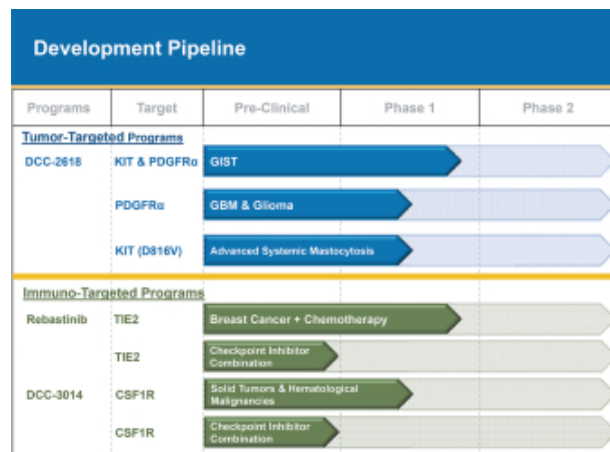 Development Pipeline
Programs Target Pre-Clinical Phase 1 Phase 2
Tumor-Targeted Programs
DCC-2618 KIT & PDGFRα GIST
PDGFRα GBM & Glioma
KIT (D816V) Advanced Systemic Mastocytosis
Immuno-Targeted Programs
Rebastinib TIE2 Breast Cancer + Chemotherapy
TIE2 Checkpoint Inhibitor
Combination
DCC-3014 CSF1R Solid Tumors & Hematological
Malignancies
CSF1R Checkpoint Inhibitor
Combination